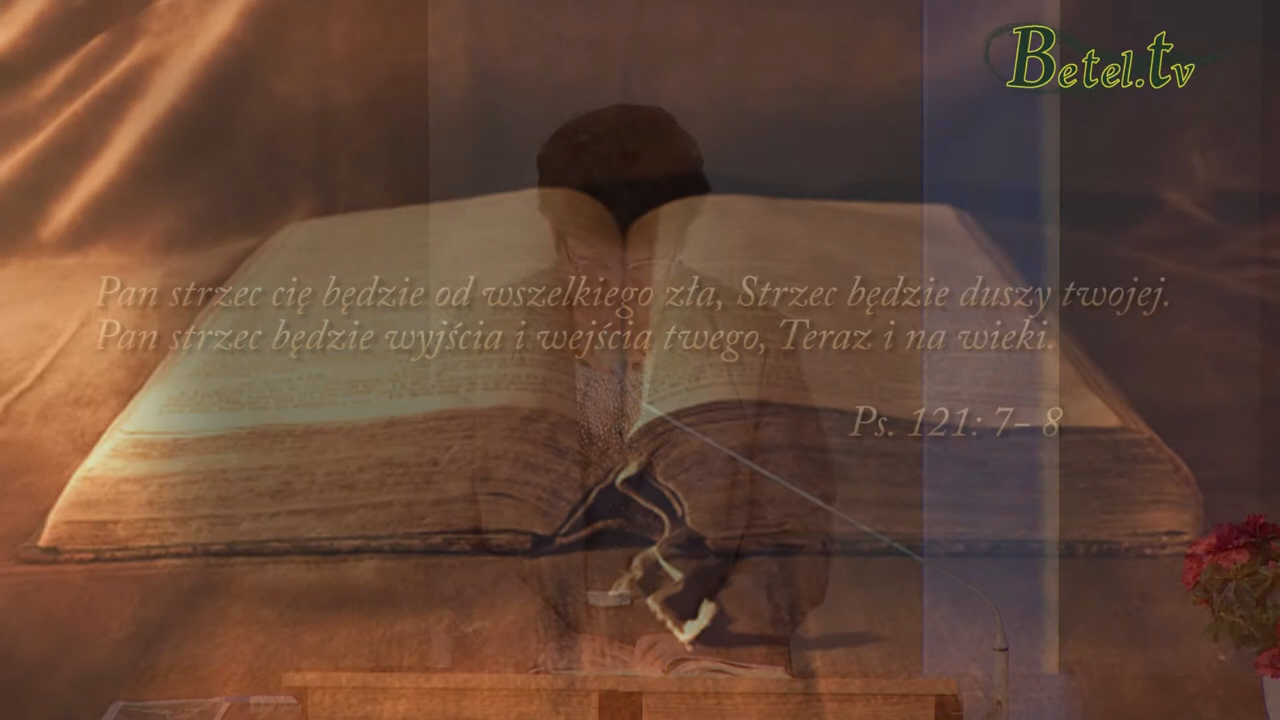 Betel.tv
Pan strzec cię będzie od wszelkiego zła, Strzec będzie duszy twojej.
Pan strzec będzie wyjścia i wejścia twego, Teraz i na wieki.
Ps. 121: 7- 8